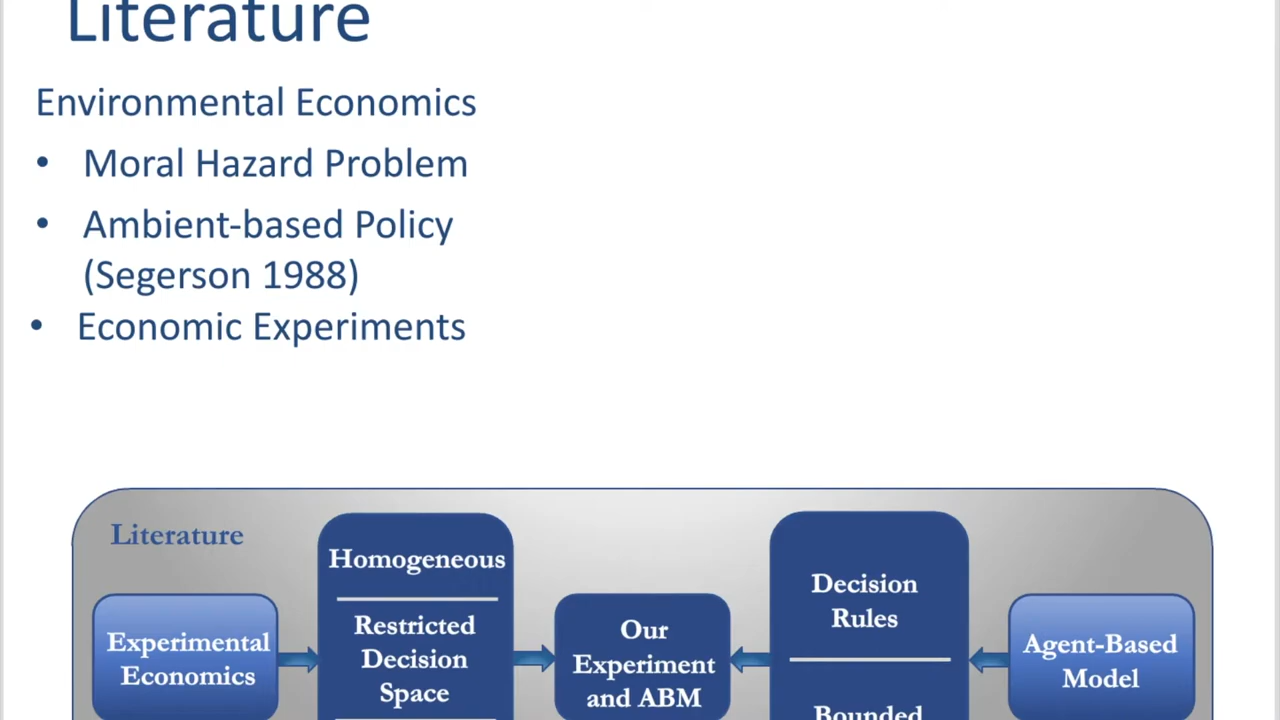 Literature
Environmental Economics
• Moral Hazard Problem
• Ambient-based Policy
(Segerson 1988)
• Economic Experiments
Literature
Experimental
Economics
Homogeneous
Restricted
Decision
Space
Our
Experiment
and ABM
Decision
Rules
Bounded
Agent-Based
Model